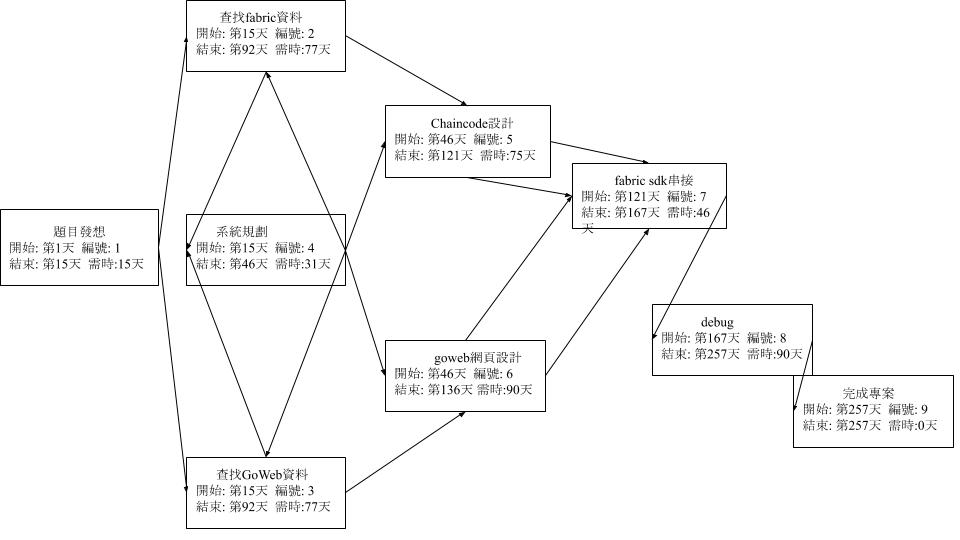 查找fabric資料
開始: 第15天 編號: 2
結束: 第92天 需時:77天
Chaincode設計
開始: 第46天 編號: 5
結束: 第121天 需時:75天
fabric sdk串接
開始: 第121天 編號: 7
結束: 第167天 需時:46
天
題目發想
開始: 第1天 編號: 1
結束: 第15天 需時:15天
系統規劃
開始: 第15天 編號: 4
結束: 第46天 需時:31天
debug
開始: 第167天 編號: 8
結束: 第257天 需時:90天
goweb網頁設計
開始: 第46天 編號: 6
結束: 第136天 需時:90天
完成專案
開始: 第257天 編號: 9
結束: 第257天 需時:0天
查找GoWeb資料
開始: 第15天 編號: 3
結束: 第92天 需時:77天